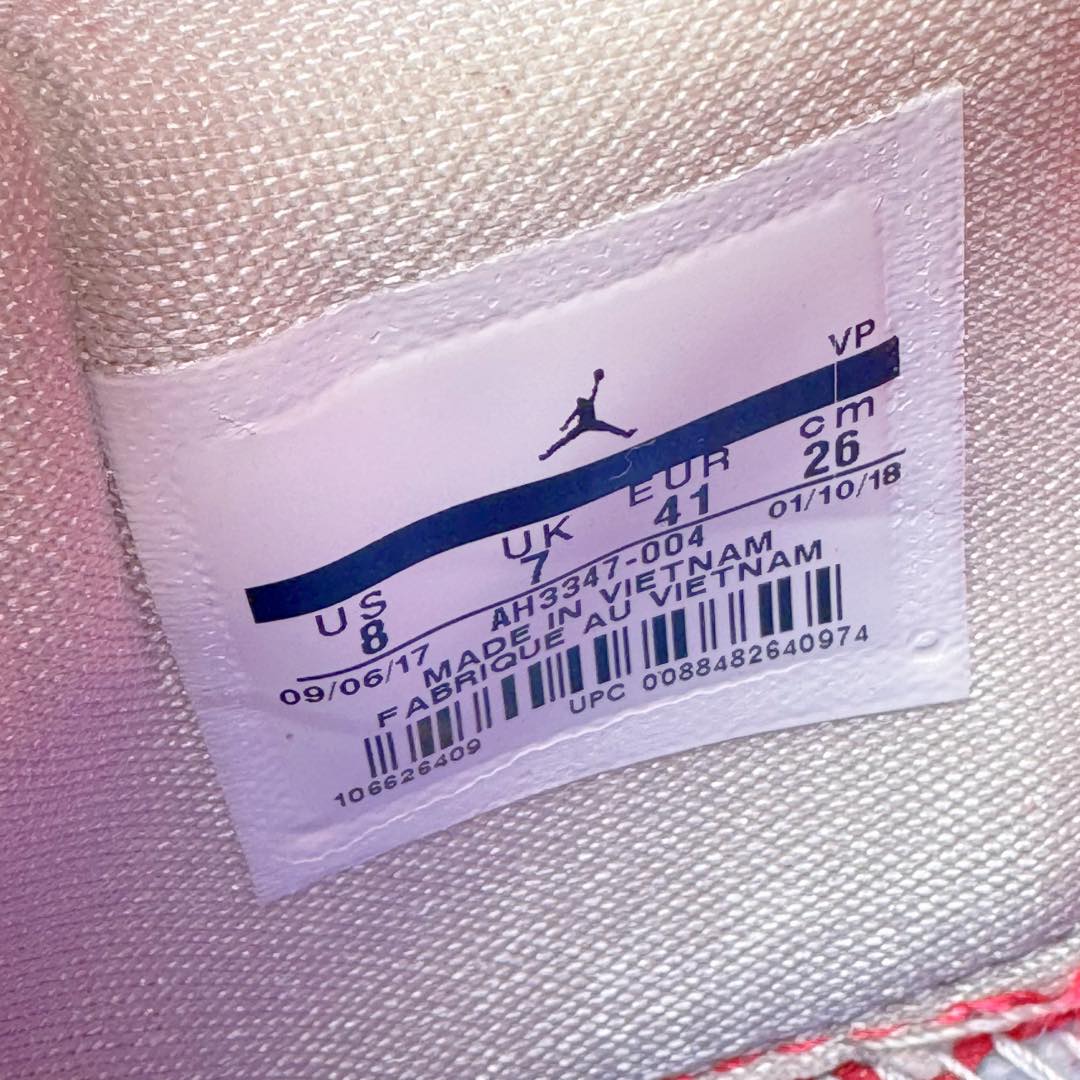 VP
US UK EUR cm
8 7 41 26
09/06/17 AH3347-004 01/10/18
MADE IN VIETNAM
FABRIQUE AU VIETNAM
UPC 0088482640974
106626409